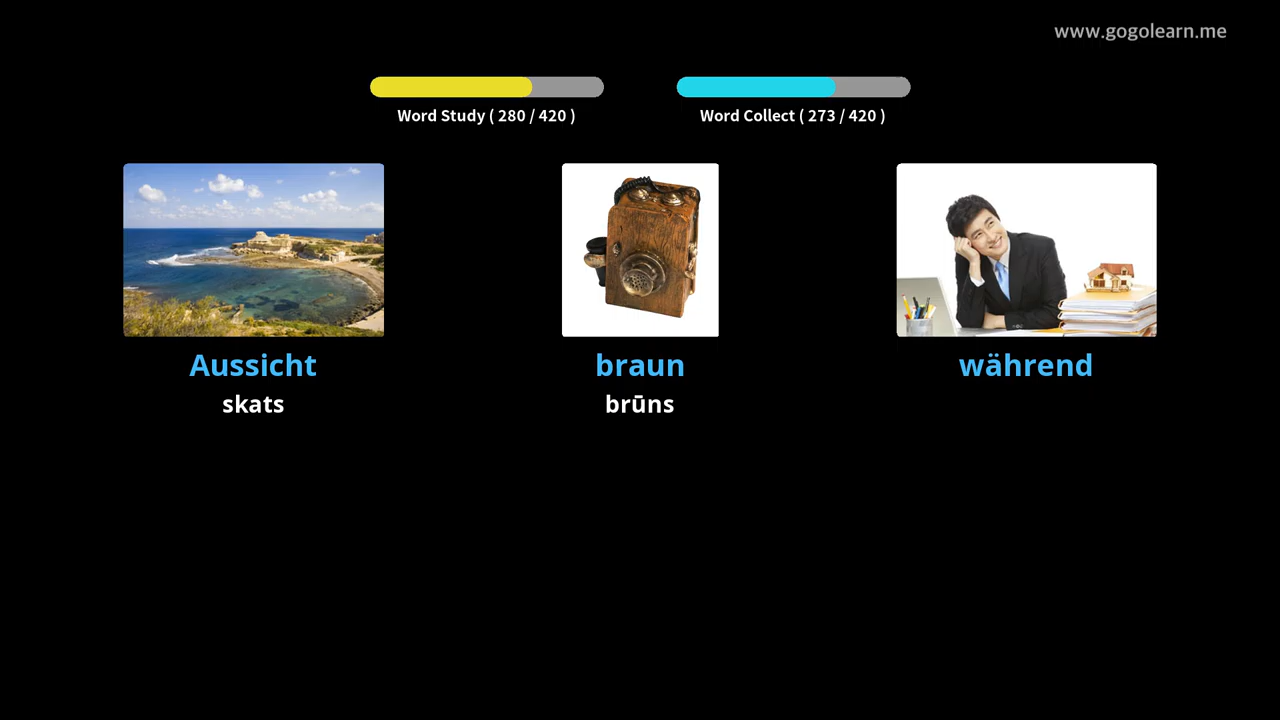 www.gogolearn.me
Word Study ( 280 / 420 )
Word Collect ( 273 / 420 )
Aussicht
skats
braun
brūns
während